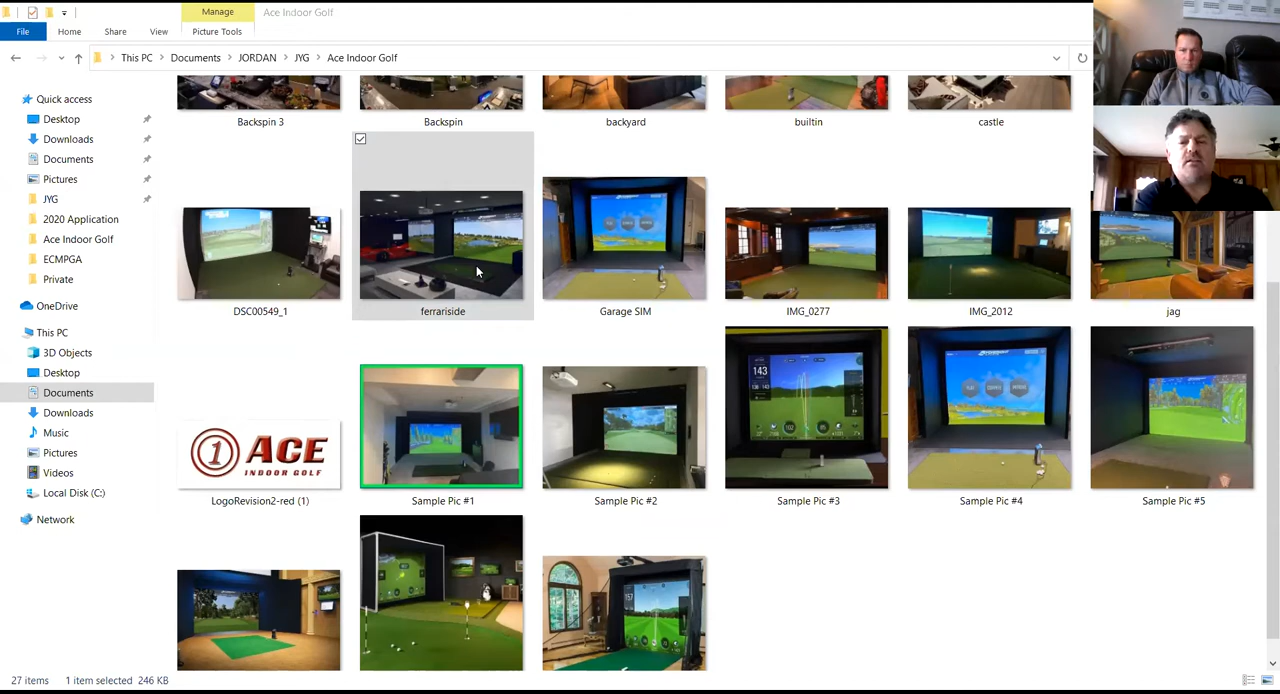 Manage
Ace Indoor Golf
File
Home
Share
View
Picture Tools
This PC
Documents
JORDAN
JYG
Ace Indoor Golf
Quick access
Desktop
Downloads
Documents
Pictures
JYG
2020 Application
Ace Indoor Golf
ECMPGA
Private
OneDrive
This PC
3D Objects
Desktop
Documents
Downloads
Music
Pictures
Videos
Local Disk (C:)
Network
Backspin 3
Backspin
backyard
builtin
castle
DSC00549_1
ferrariside
Garage SIM
IMG_0277
IMG_2012
jag
1 ACE
INDOOR GOLF
143
LogoRevision2-red (1)
Sample Pic #1
Sample Pic #2
Sample Pic #3
Sample Pic #4
Sample Pic #5
157
27 items
1 item selected 246 KB